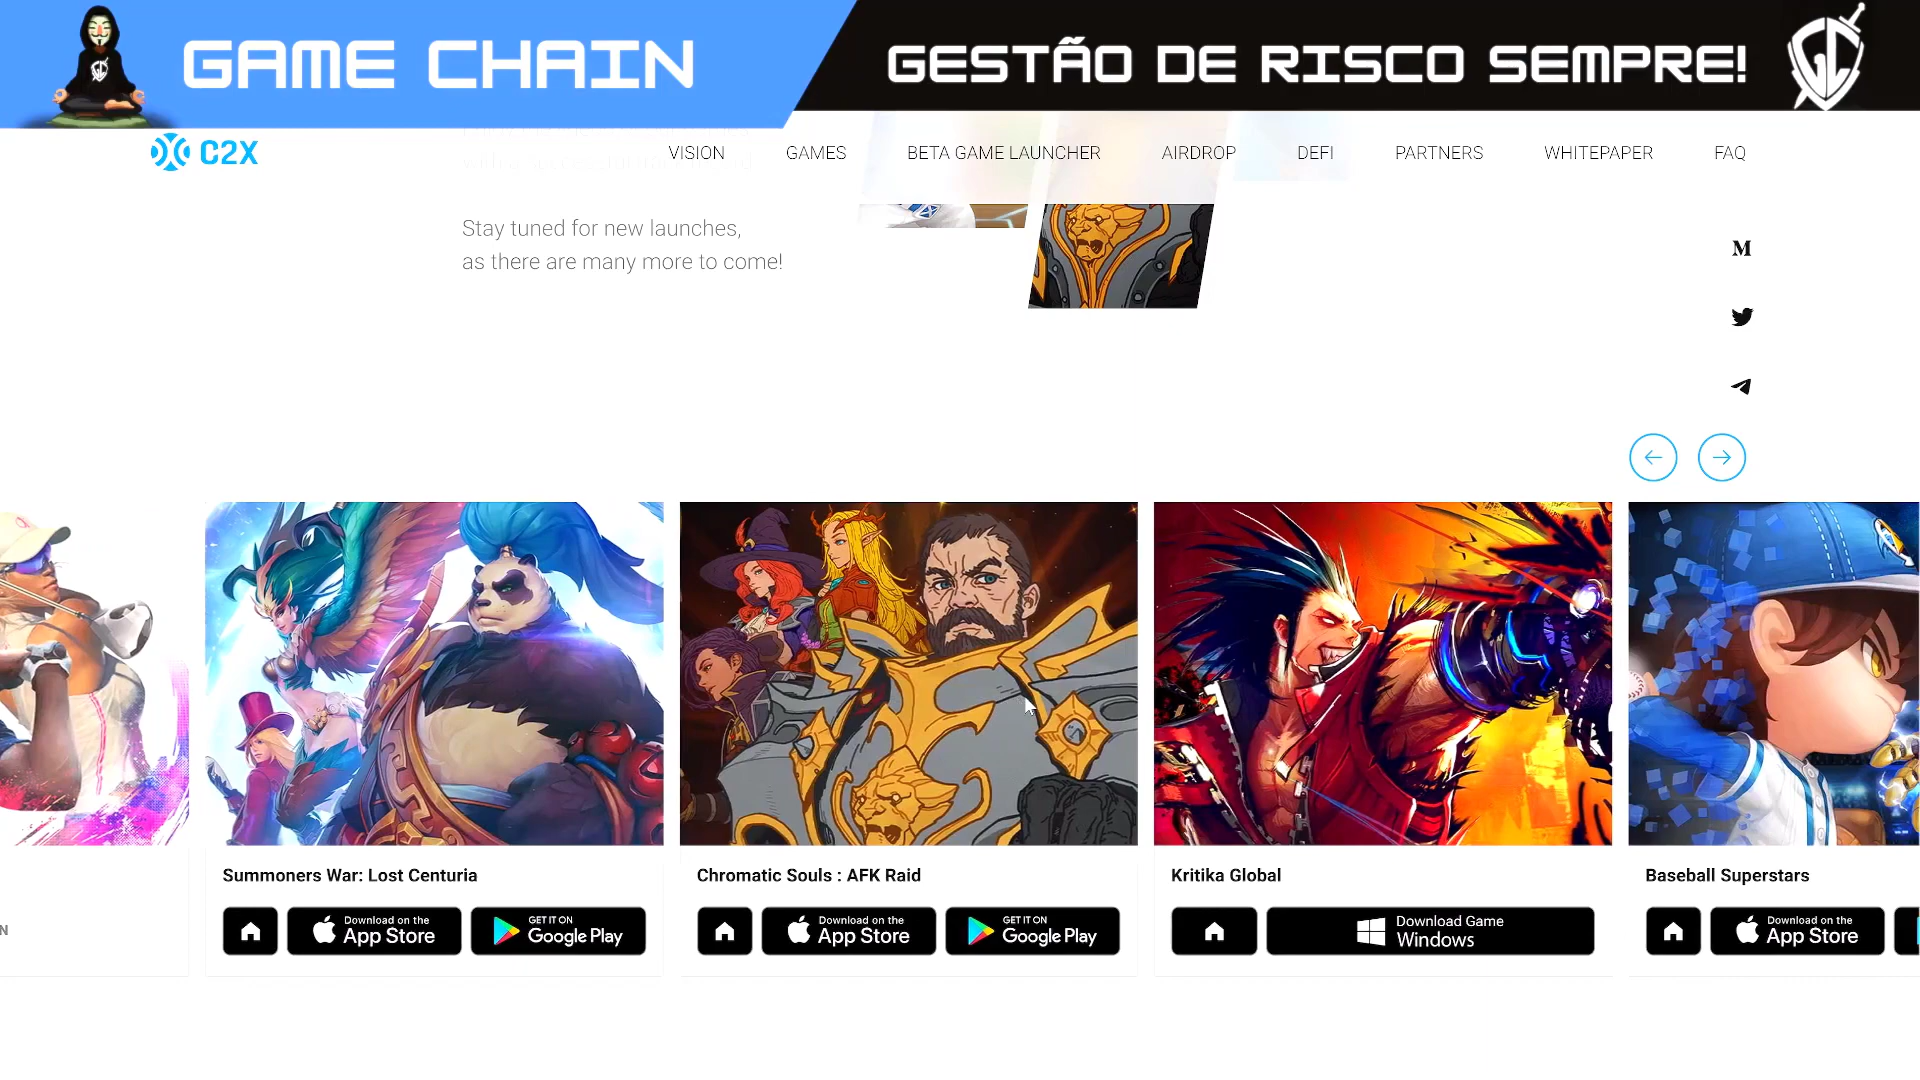 GAME CHAIN
GESTÃO DE RISCO SEMPRE!
C2X
VISION
GAMES
BETA GAME LAUNCHER
AIRDROP
DEFI
PARTNERS
WHITEPAPER
FAQ
Stay tuned for new launches,
as there are many more to come!
M
Summoners War: Lost Centuria
Download on the
App Store
GET IT ON
Google Play
Chromatic Souls : AFK Raid
Download on the
App Store
GET IT ON
Google Play
Kritika Global
Download Game
Windows
Baseball Superstars
Download on the
App Store
N